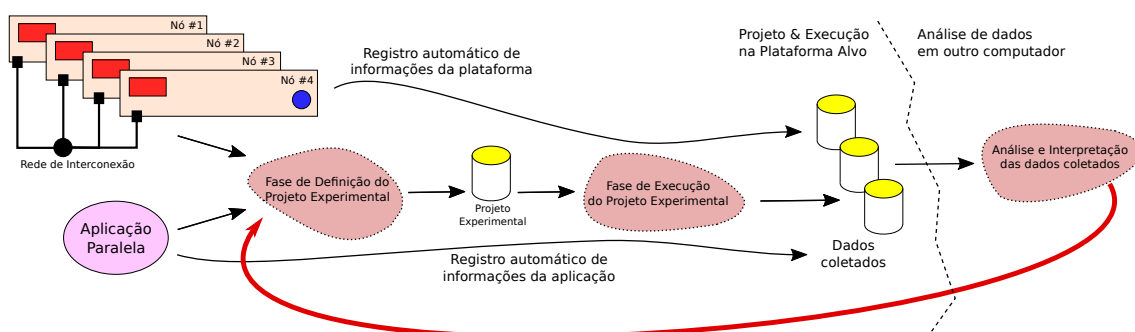 Nó #1
Nó #2
Nó #3
Nó #4
Rede de Interconexão
Registro automático de
informações da plataforma
Projeto & Execução
na Plataforma Alvo
Análise de dados
em outro computador
Fase de Definição do
Projeto Experimental
Projeto
Experimental
Fase de Execução
do Projeto Experimental
Análise e Interpretação
das dados coletados
Aplicação
Paralela
Registro automático de
informações da aplicação
Dados
coletados